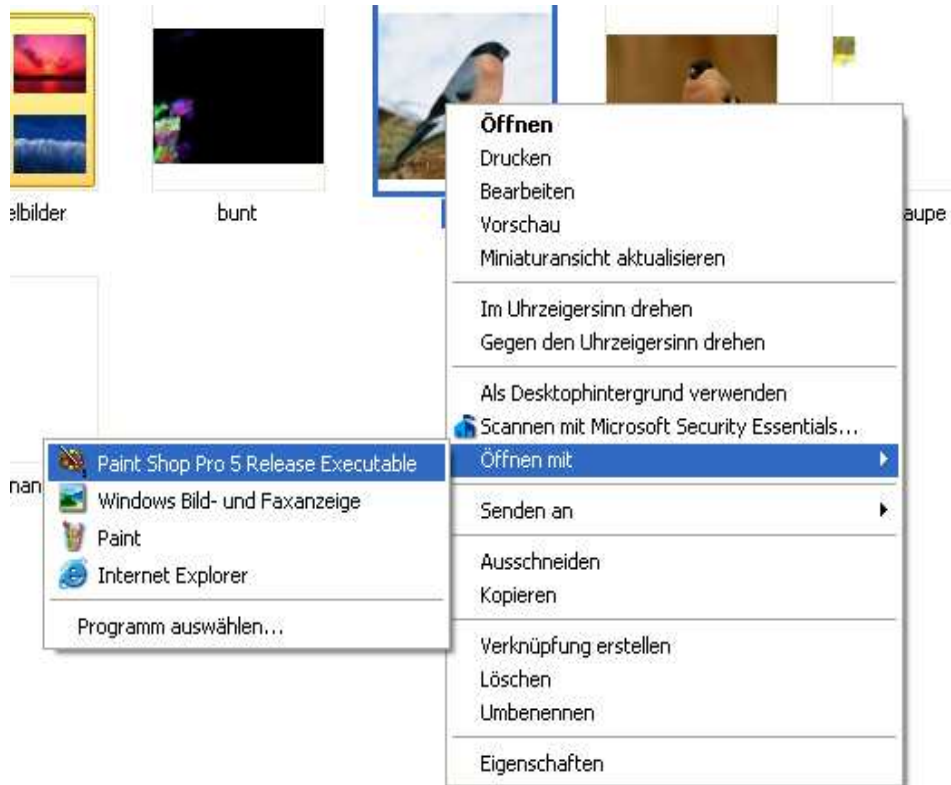 elbilder
bunt
aupe
Öffnen
Drucken
Bearbeiten
Vorschau
Miniaturansicht aktualisieren
Im Uhrzeigersinn drehen
Gegen den Uhrzeigersinn drehen
Als Desktophintergrund verwenden
Scannen mit Microsoft Security Essentials...
Öffnen mit
Senden an
Ausschneiden
Kopieren
Verknüpfung erstellen
Löschen
Umbenennen
Eigenschaften
nan
Paint Shop Pro 5 Release Executable
Windows Bild- und Faxanzeige
Paint
Internet Explorer
Programm auswählen...